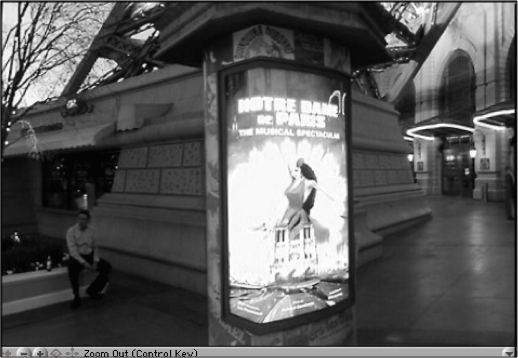 NOTRE DAME
DE PARIS
THE MUSICAL SPECTACULAR
Zoom Out (Control Key)